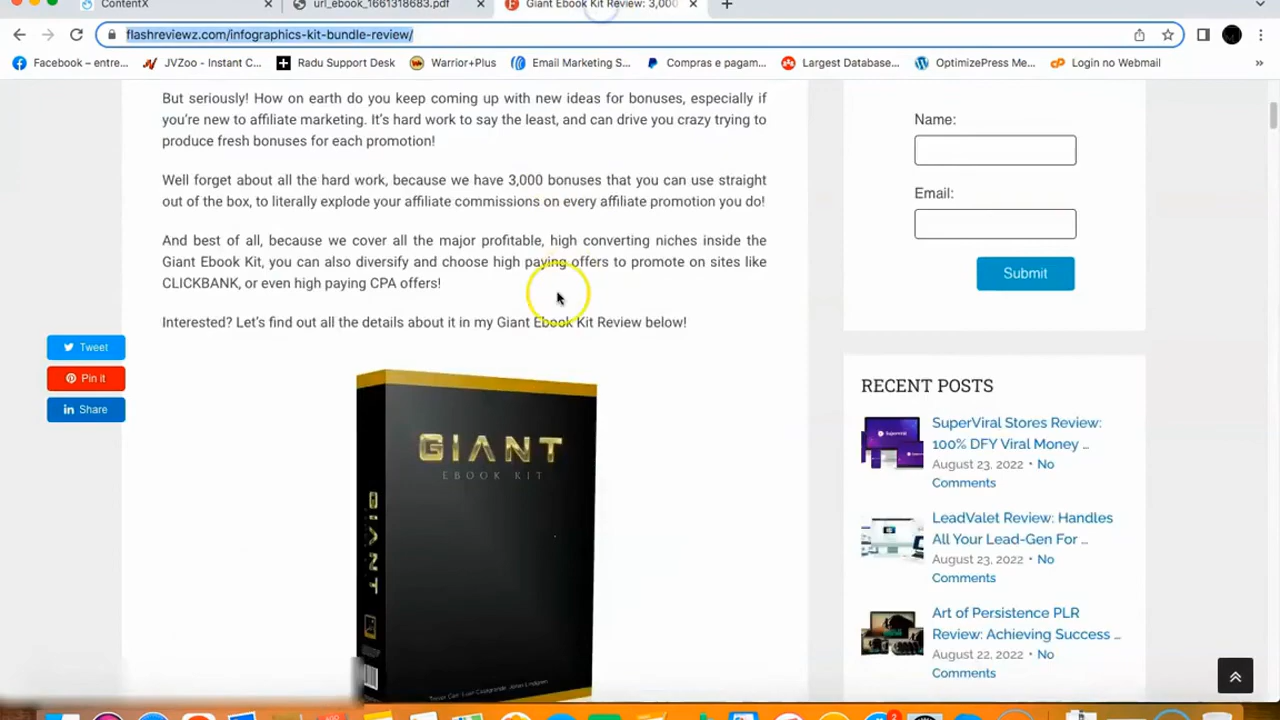 ContentX
url_ebook_1661318683.pdf
Giant Ebook Kit Review: 3,000
flashreviewz.com/infographics-kit-bundle-review/
Facebook – entre...
JVZoo - Instant C...
Radu Support Desk
Warrior+Plus
Email Marketing S...
Compras e pagam...
Largest Database...
OptimizePress Me...
Login no Warmup!
But seriously! How on earth do you keep coming up with new ideas for bonuses, especially if
you're new to affiliate marketing. It's hard work to say the least, and can drive you crazy trying to
produce fresh bonuses for each promotion!
Well forget about all the hard work, because we have 3,000 bonuses that you can use straight
out of the box, to literally explode your affiliate commissions on every affiliate promotion you do!
And best of all, because we cover all the major profitable, high converting niches inside the
Giant Ebook Kit, you can also diversify and choose high paying offers to promote on sites like
CLICKBANK, or even high paying CPA offers!
Interested? Let's find out all the details about it in my Giant Ebook Kit Review below!
Tweet
Pin it
Share
GIANT
EBOOK KIT
GIANT
Name:
Email:
Submit
RECENT POSTS
SuperViral Stores Review:
100% DFY Viral Money ...
August 23, 2022 • No
Comments
LeadValet Review: Handles
All Your Lead-Gen For ...
August 23, 2022 • No
Comments
Art of Persistence PLR
Review: Achieving Success ...
August 22, 2022 • No
Comments